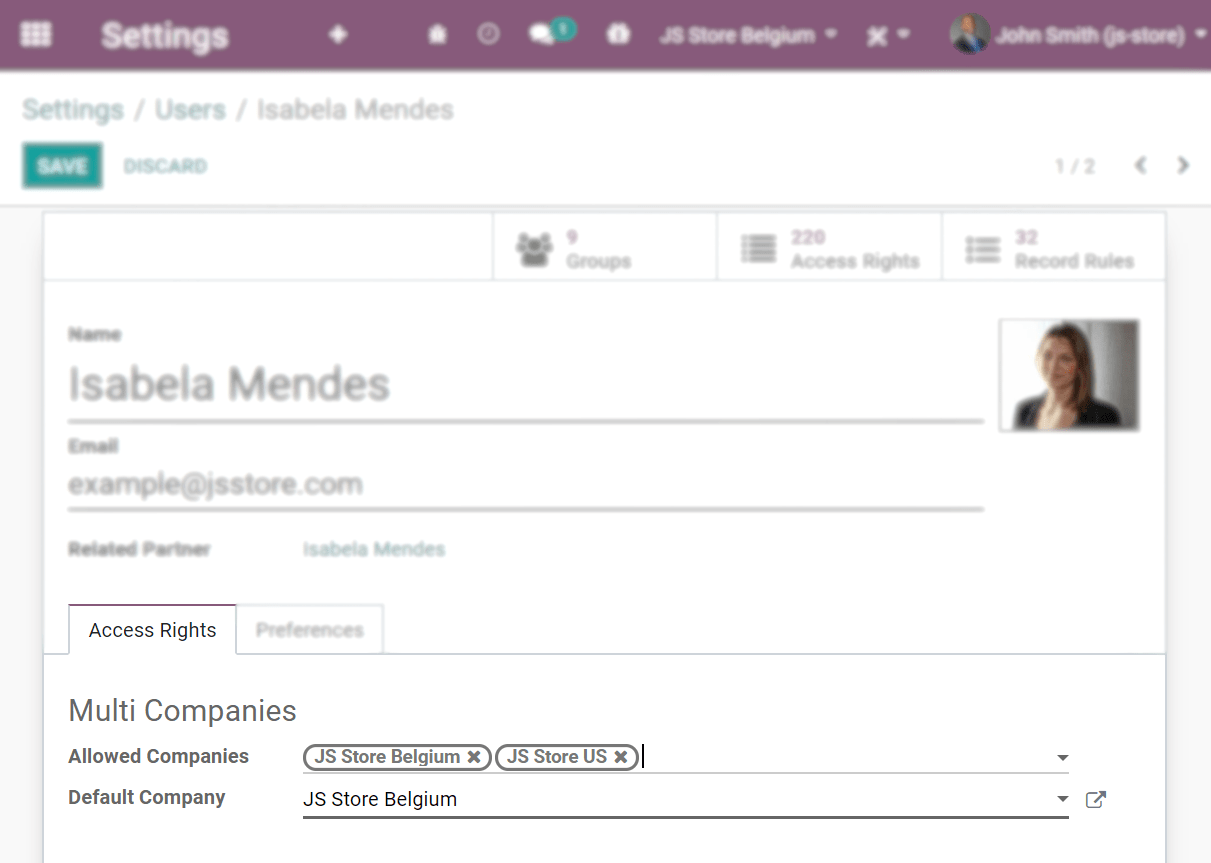 Settings 1 JS Store Belgium John Smith (js-store)
Settings / Users / Isabela Mendes
SAVE DISCARD 1 / 2
9 Groups 220 Access Rights 32 Record Rules
Name
Isabela Mendes
Email
example@jsstore.com
Related Partner Isabela Mendes
Access Rights Preferences
Multi Companies
Allowed Companies JS Store Belgium ✖ JS Store US ✖
Default Company JS Store Belgium